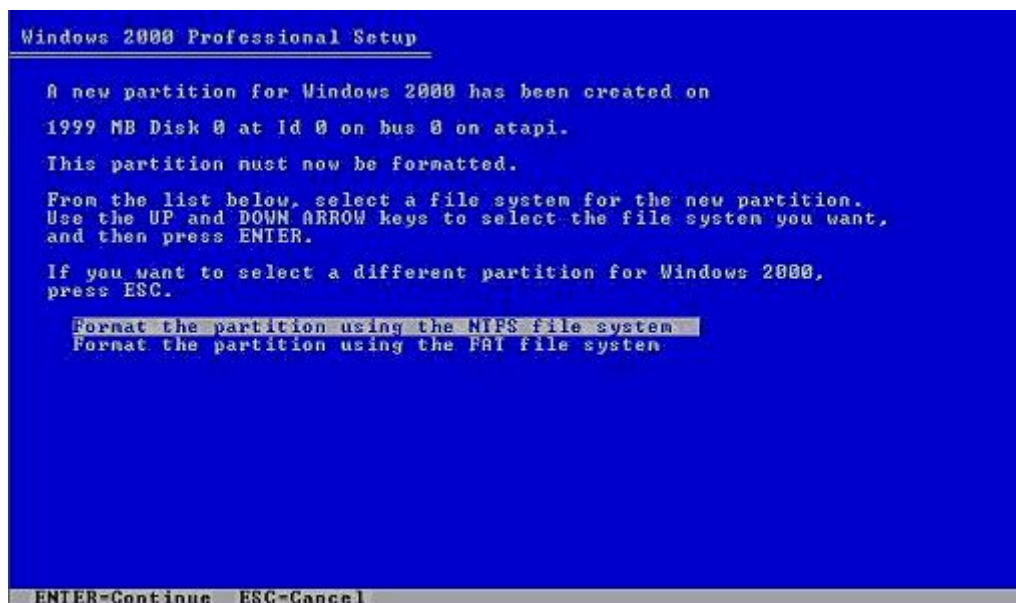 Windows 2000 Professional Setup
A new partition for Windows 2000 has been created on
1999 MB Disk 0 at Id 0 on bus 0 on atapi.
This partition must now be formatted.
From the list below, select a file system for the new partition.
Use the UP and DOWN ARROW keys to select the file system you want,
and then press ENTER.
If you want to select a different partition for Windows 2000,
press ESC.
Format the partition using the NTFS file system
Format the partition using the FAT file system
ENTER=Continue ESC=Cancel